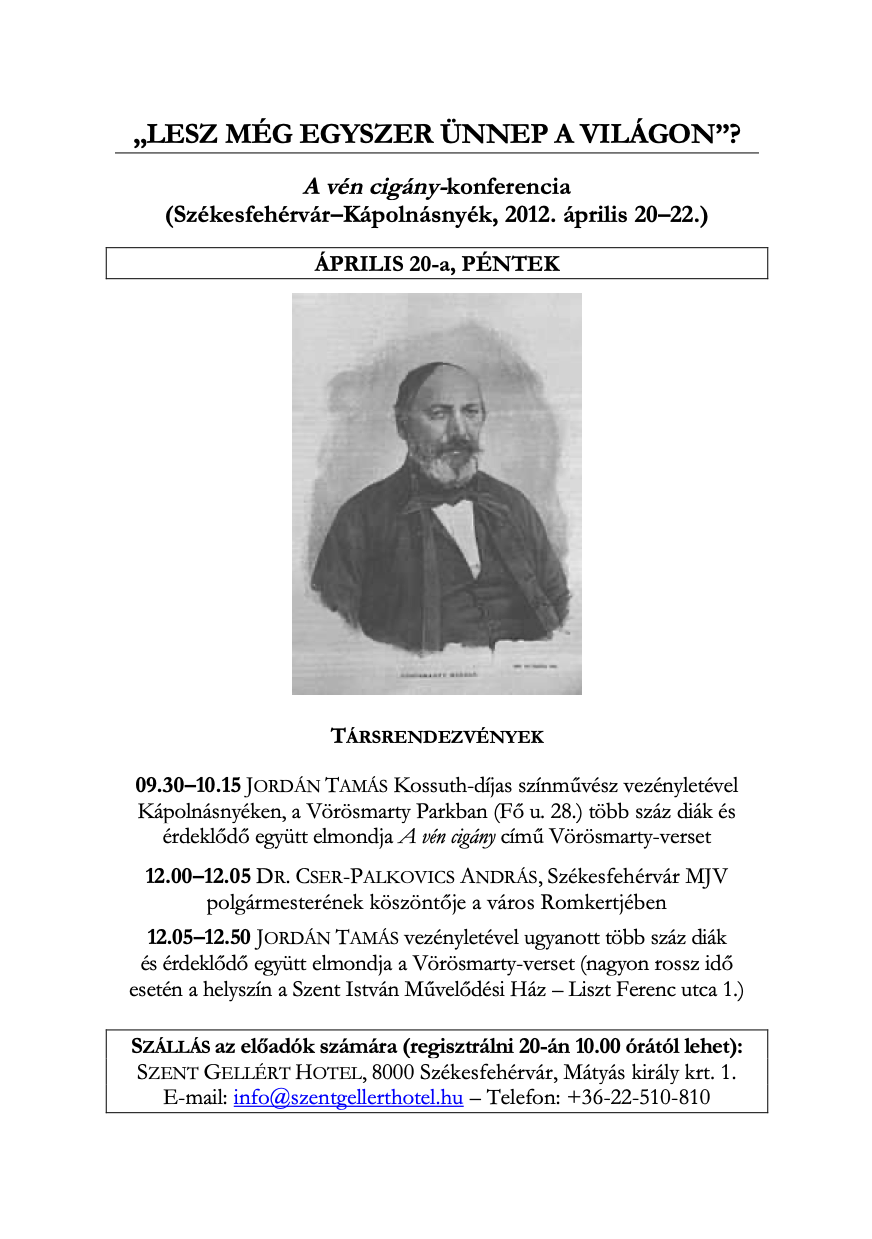 „LESZ MÉG EGYSZER ÜNNEP A VILÁGON”?
A vén cigány-konferencia
(Székesfehérvár–Kápolnásnyék, 2012. április 20–22.)
ÁPRILIS 20-a, PÉNTEK
VÖRÖSMARTY MIHÁLY
TÁRSRENDEZVÉNYEK
09.30–10.15 JORDÁN TAMÁS Kossuth-díjas színművész vezényletével
Kápolnásnyéken, a Vörösmarty Parkban (Fő u. 28.) több száz diák és
érdeklődő együtt elmondja A vén cigány című Vörösmarty-verset
12.00–12.05 DR. CSER-PALKOVICS ANDRÁS, Székesfehérvár MJV
polgármesterének köszöntője a város Romkertjében
12.05–12.50 JORDÁN TAMÁS vezényletével ugyanott több száz diák
és érdeklődő együtt elmondja a Vörösmarty-verset (nagyon rossz idő
esetén a helyszín a Szent István Művelődési Ház – Liszt Ferenc utca 1.)
SZÁLLÁS az előadók számára (regisztrálni 20-án 10.00 órától lehet):
SZENT GELLÉRT HOTEL, 8000 Székesfehérvár, Mátyás király krt. 1.
E-mail: info@szentgellerthotel.hu – Telefon: +36-22-510-810